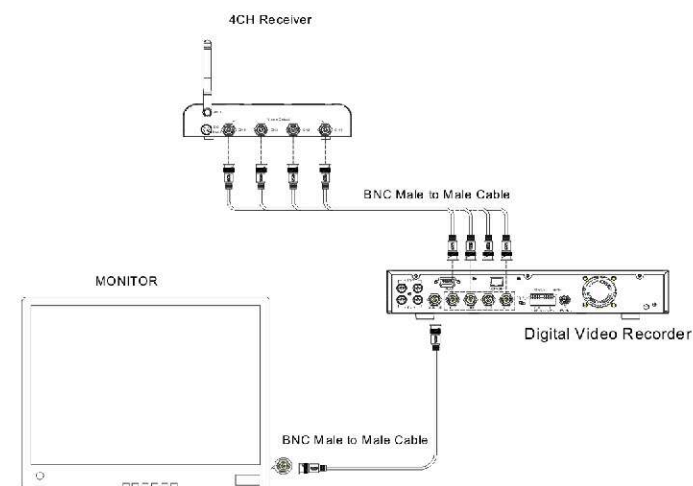 4CH Receiver
BNC Male to Male Cable
MONITOR
Digital Video Recorder
BNC Male to Male Cable